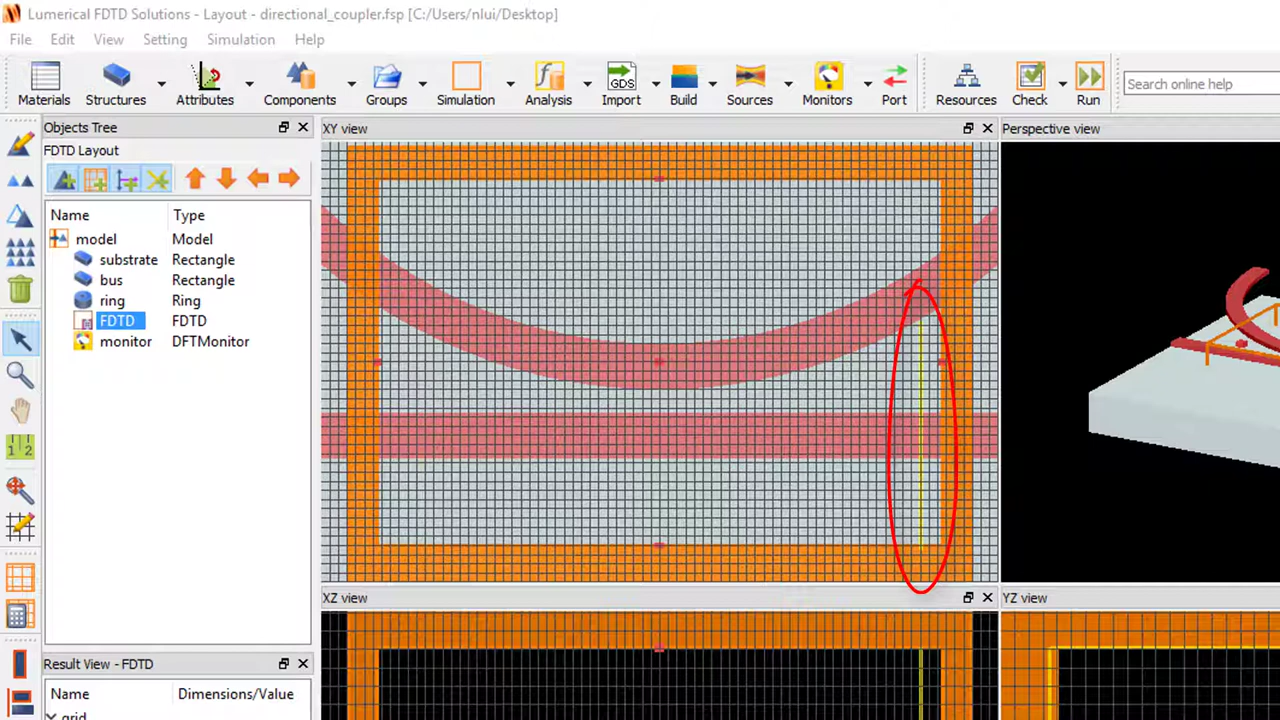 Lumerical FDTD Solutions - Layout - directional_coupler.fsp [C:/Users/nlui/Desktop]
File Edit View Setting Simulation Help
Materials Structures Attributes Components Groups Simulation Analysis Import Build Sources Monitors Port Resources Check Run Search online help
GDS
Objects Tree
FDTD Layout
Name Type
model Model
substrate Rectangle
bus Rectangle
ring Ring
FDTD FDTD
monitor DFTMonitor
1 2
XY view
Perspective view
XZ view
YZ view
Result View - FDTD
Name Dimensions/Value
grid